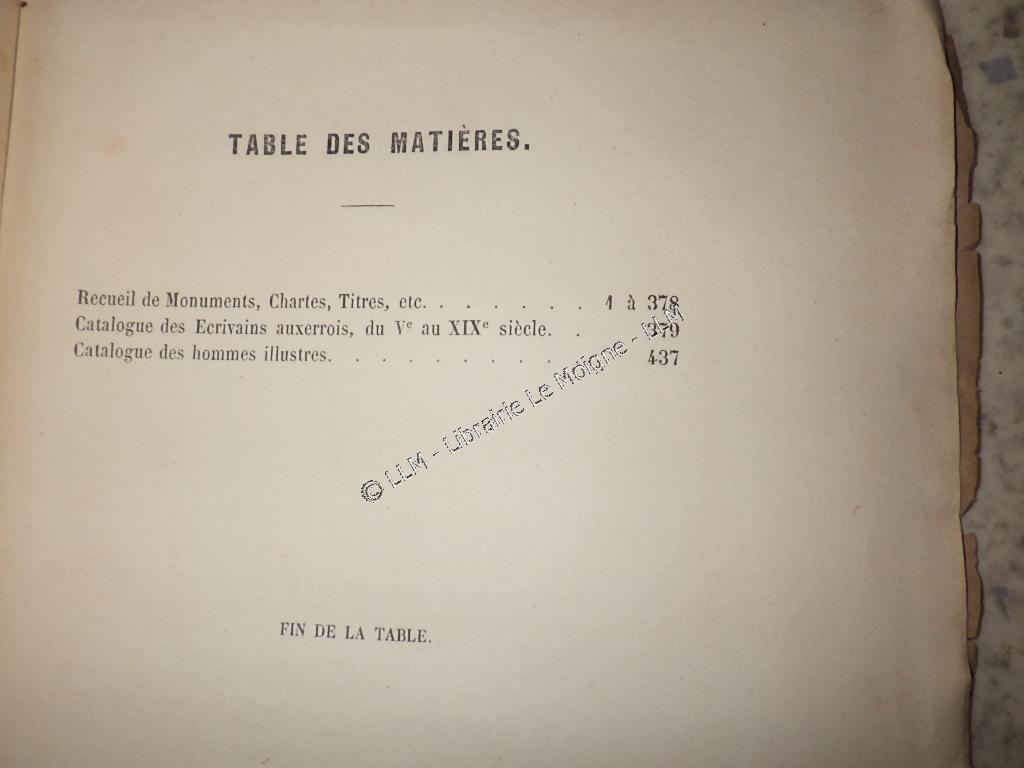 TABLE DES MATIÈRES.
Recueil de Monuments, Chartes, Titres, etc. . . . . . . . 1 à 378
Catalogue des Ecrivains auxerrois, du Ve au XIXe siècle. . 379
Catalogue des hommes illustres. . . . . . . . . 437
© LLM - Librairie Le Moigne - LLM
FIN DE LA TABLE.